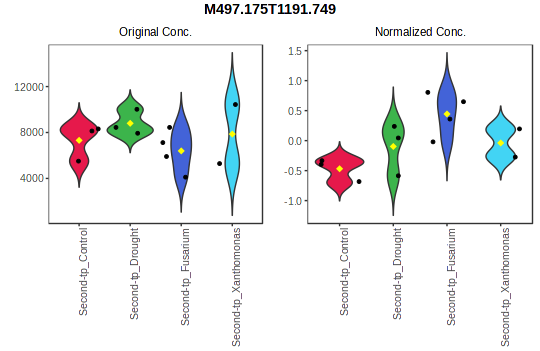 M497.175T1191.749
Original Conc.
Normalized Conc.
12000
8000
4000
1.5
1.0
0.5
0.0
-0.5
-1.0
Second-tp_Control
Second-tp_Drought
Second-tp_Fusarium
Second-tp_Xanthomonas
Second-tp_Control
Second-tp_Drought
Second-tp_Fusarium
Second-tp_Xanthomonas